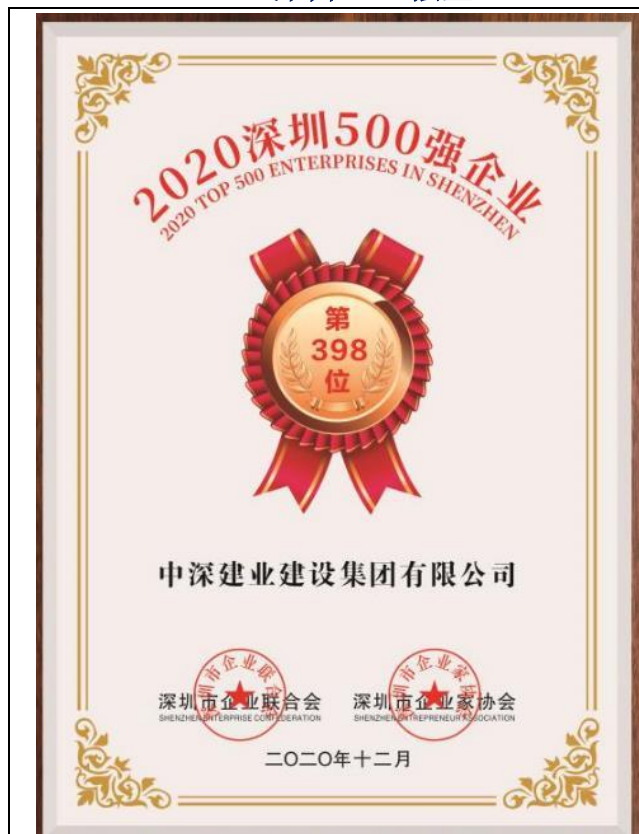 2020深圳500强企业
2020 TOP 500 ENTERPRISES IN SHENZHEN
第
398
位
中深建业建设集团有限公司
深圳市企业联合会
SHENZHEN ENTERPRISE CONFEDERATION
深圳市企业家协会
SHENZHEN ENTREPRENEUR ASSOCIATION
二〇二〇年十二月